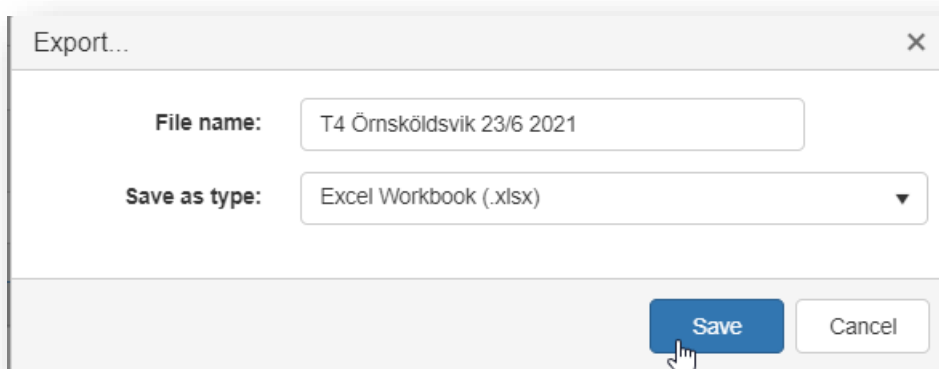 Export...
File name: T4 Örnsköldsvik 23/6 2021
Save as type: Excel Workbook (.xlsx)
Save Cancel